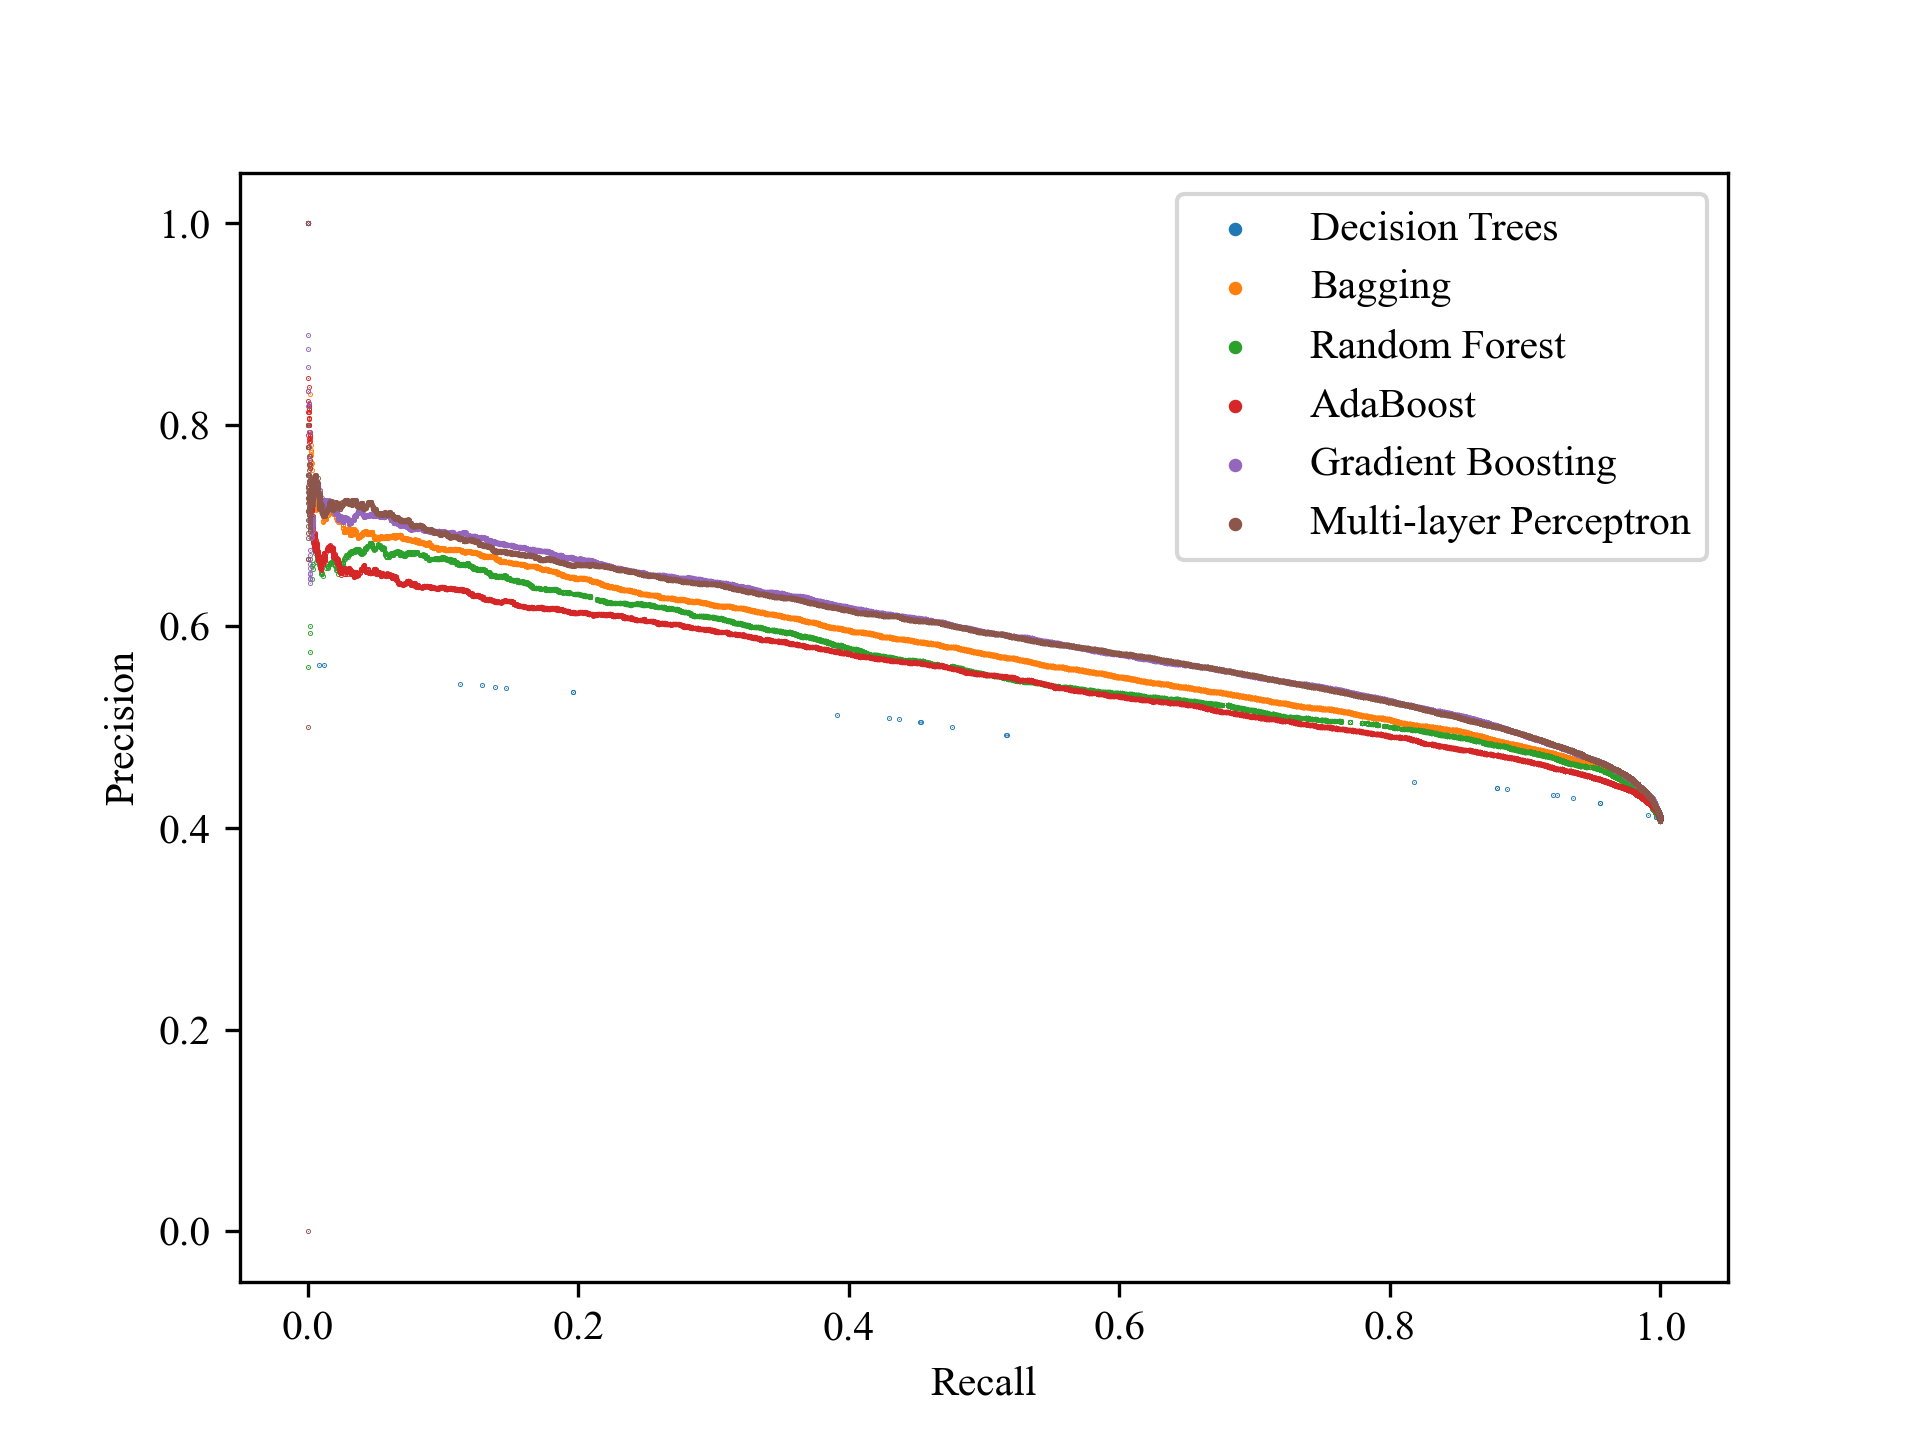 Decision Trees
Bagging
Random Forest
AdaBoost
Gradient Boosting
Multi-layer Perceptron
1.0
0.8
0.6
0.4
0.2
0.0
Precision
0.0 0.2 0.4 0.6 0.8 1.0
Recall